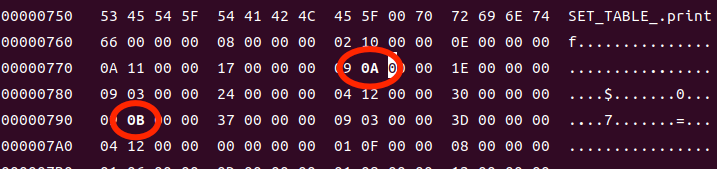 00000750 53 45 54 5F 54 41 42 4C 45 5F 00 70 72 69 6E 74 SET_TABLE_.print
00000760 66 00 00 00 08 00 00 00 02 10 00 00 0E 00 00 00 f...............
00000770 0A 11 00 00 17 00 00 00 09 0A 00 00 1E 00 00 00 ................
00000780 09 03 00 00 24 00 00 00 04 12 00 00 30 00 00 00 ....$.......0...
00000790 09 0B 00 00 37 00 00 00 09 03 00 00 3D 00 00 00 ....7.......=...
000007A0 04 12 00 00 00 00 00 00 01 0F 00 00 08 00 00 00 ................